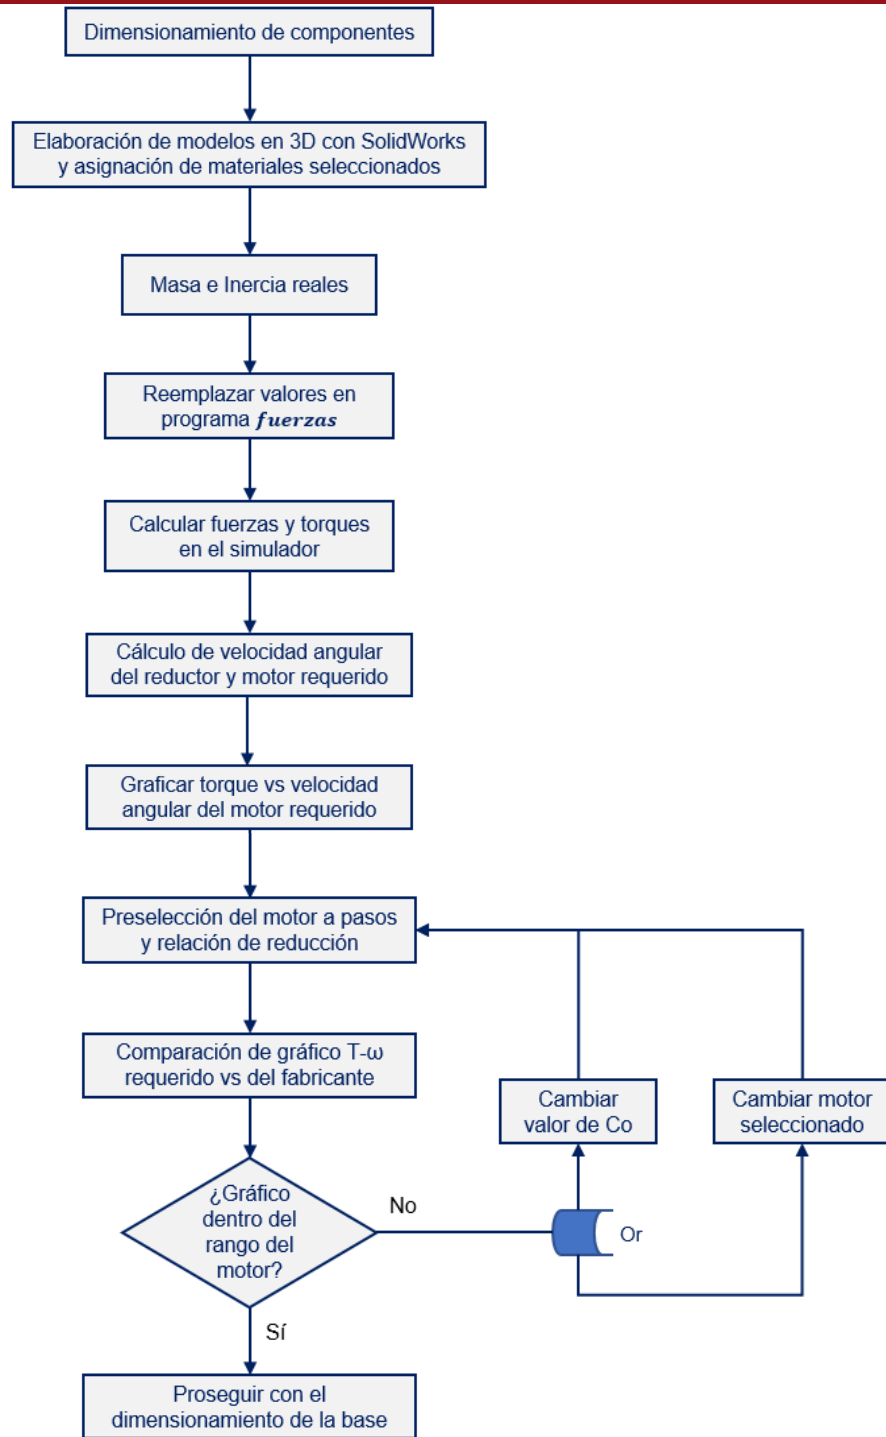 Dimensionamiento de componentes
Elaboración de modelos en 3D con SolidWorks
y asignación de materiales seleccionados
Masa e Inercia reales
Reemplazar valores en
programa fuerzas
Calcular fuerzas y torques
en el simulador
Cálculo de velocidad angular
del reductor y motor requerido
Graficar torque vs velocidad
angular del motor requerido
Preselección del motor a pasos
y relación de reducción
Comparación de gráfico T-ω
requerido vs del fabricante
Cambiar
valor de Co
Cambiar motor
seleccionado
¿Gráfico
dentro del
rango del
motor?
No
Or
Sí
Proseguir con el
dimensionamiento de la base